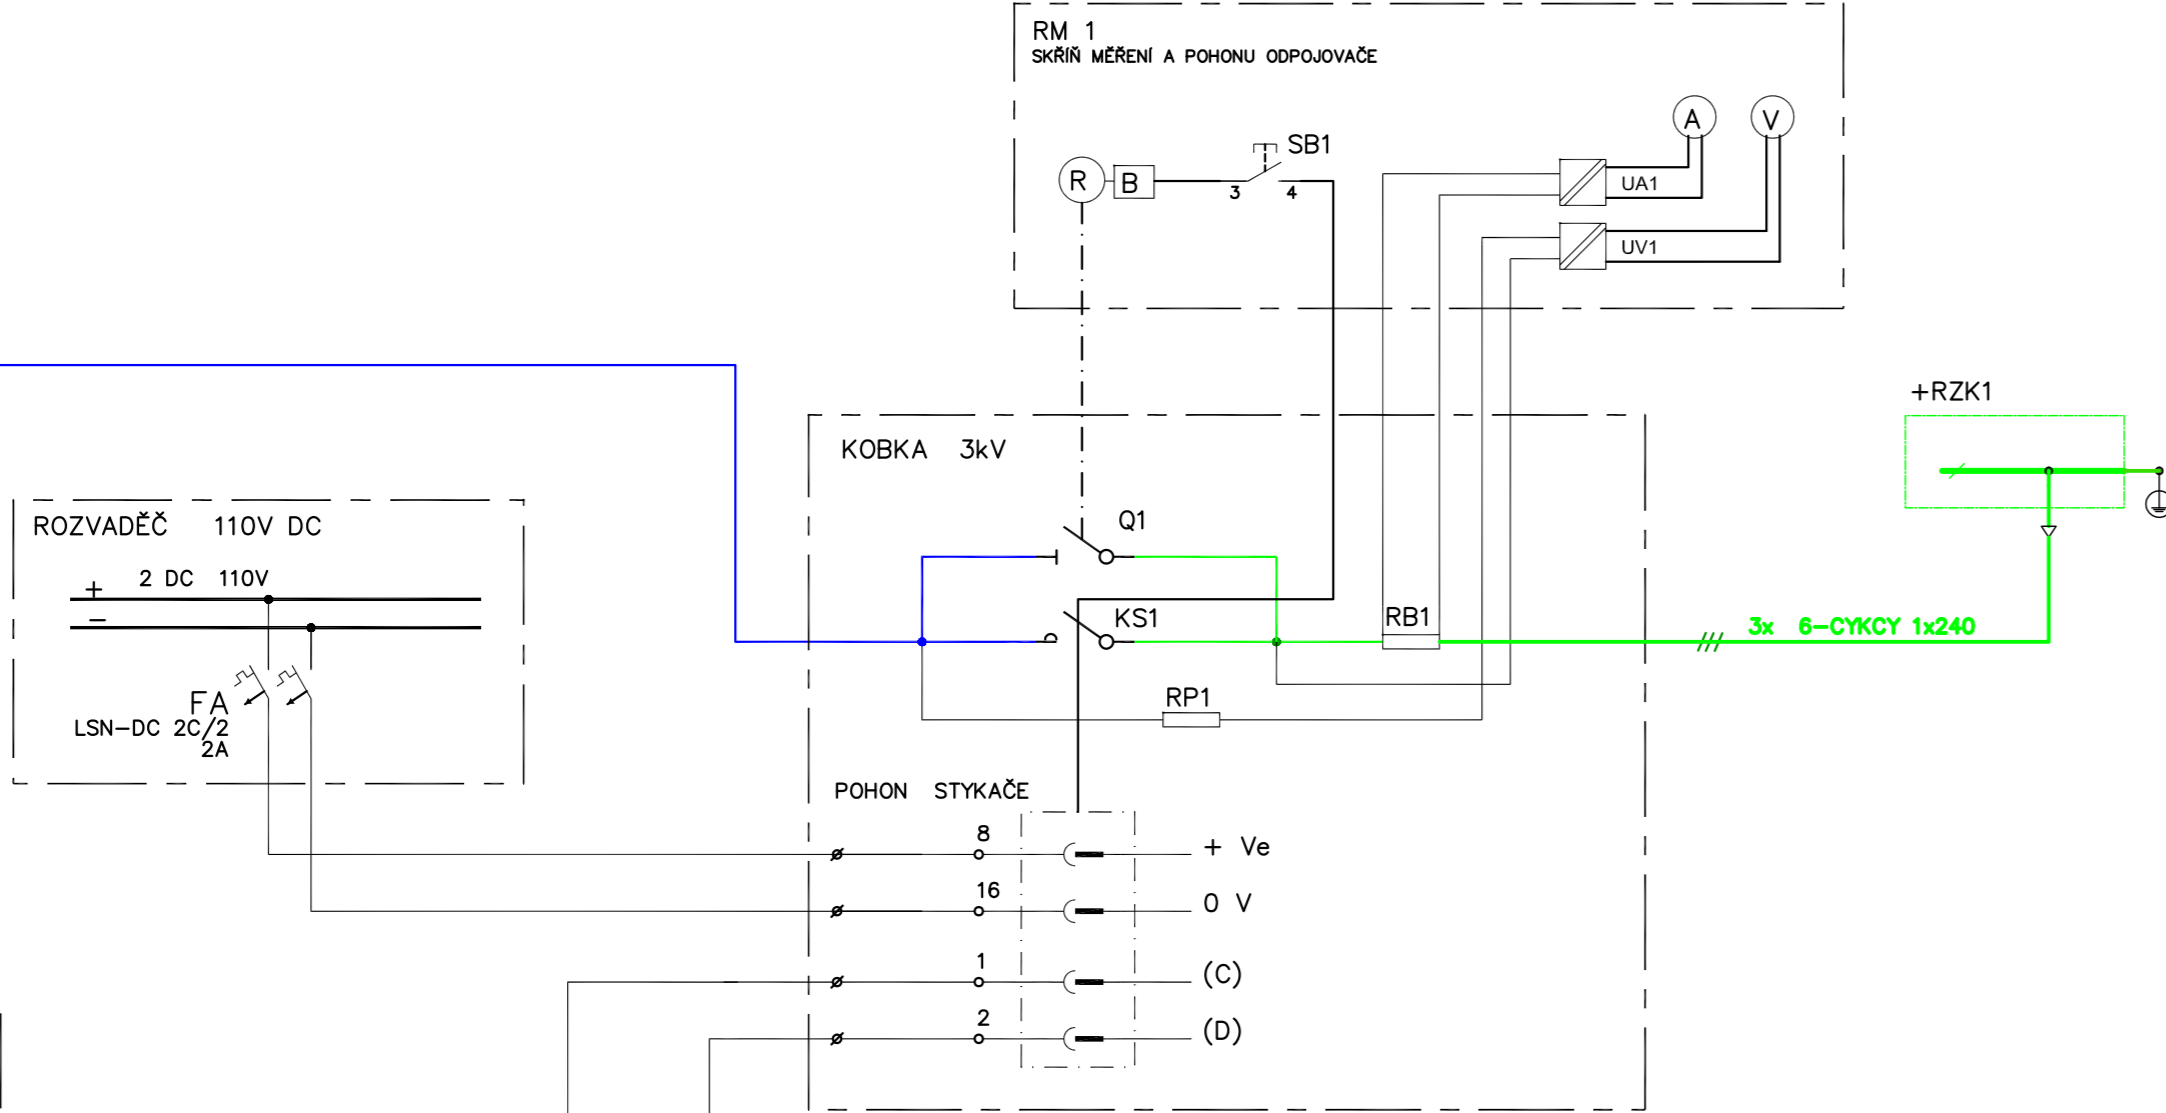 RM 1
SKŘÍŇ MĚŘENÍ A POHONU ODPOJOVAČE
A
V
SB1
R
B
3
4
UA1
UV1
+RZK1
KOBKA 3kV
ROZVADĚČ 110V DC
Q1
+
2 DC 110V
−
KS1
RB1
3x 6-CYKCY 1x240
FA
LSN-DC 2C/2
2A
RP1
POHON STYKAČE
8
+ Ve
16
0 V
1
(C)
2
(D)